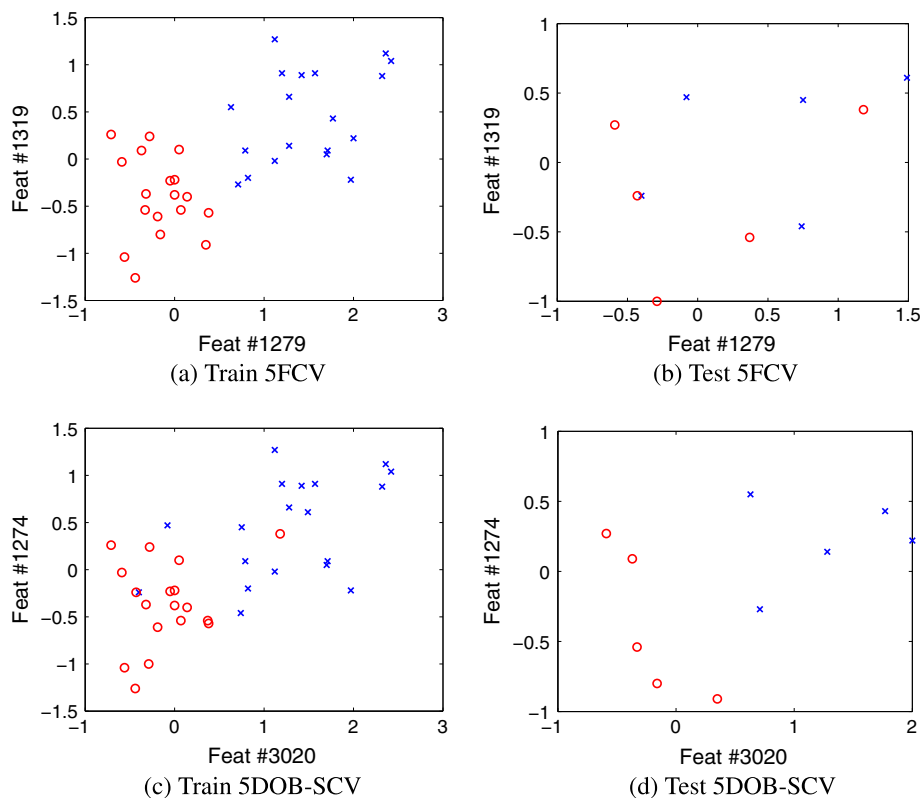 1.5
1
0.5
0
−0.5
−1
−1.5
−1 0 1 2 3
Feat #1319
Feat #1279
(a) Train 5FCV
1
0.5
0
−0.5
−1
−1 −0.5 0 0.5 1 1.5
Feat #1319
Feat #1279
(b) Test 5FCV
1.5
1
0.5
0
−0.5
−1
−1.5
−1 0 1 2 3
Feat #1274
Feat #3020
(c) Train 5DOB-SCV
1
0.5
0
−0.5
−1
−1 0 1 2
Feat #1274
Feat #3020
(d) Test 5DOB-SCV